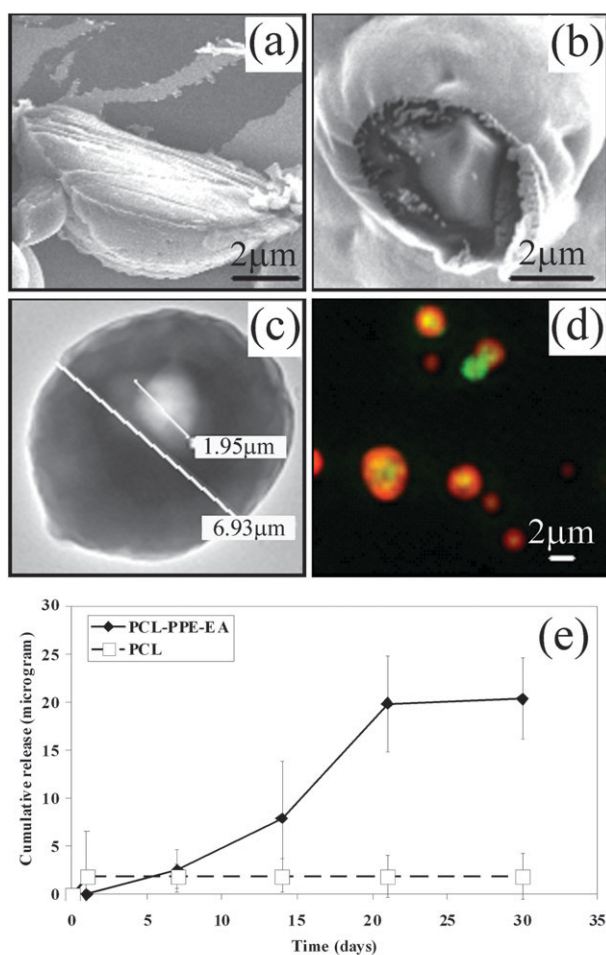 (a)
2μm
(b)
2μm
(c)
1.95μm
6.93μm
(d)
2μm
(e)
PCL-PPE-EA
PCL
Cumulative release (microgram)
30
25
20
15
10
5
0
0 5 10 15 20 25 30 35
Time (days)